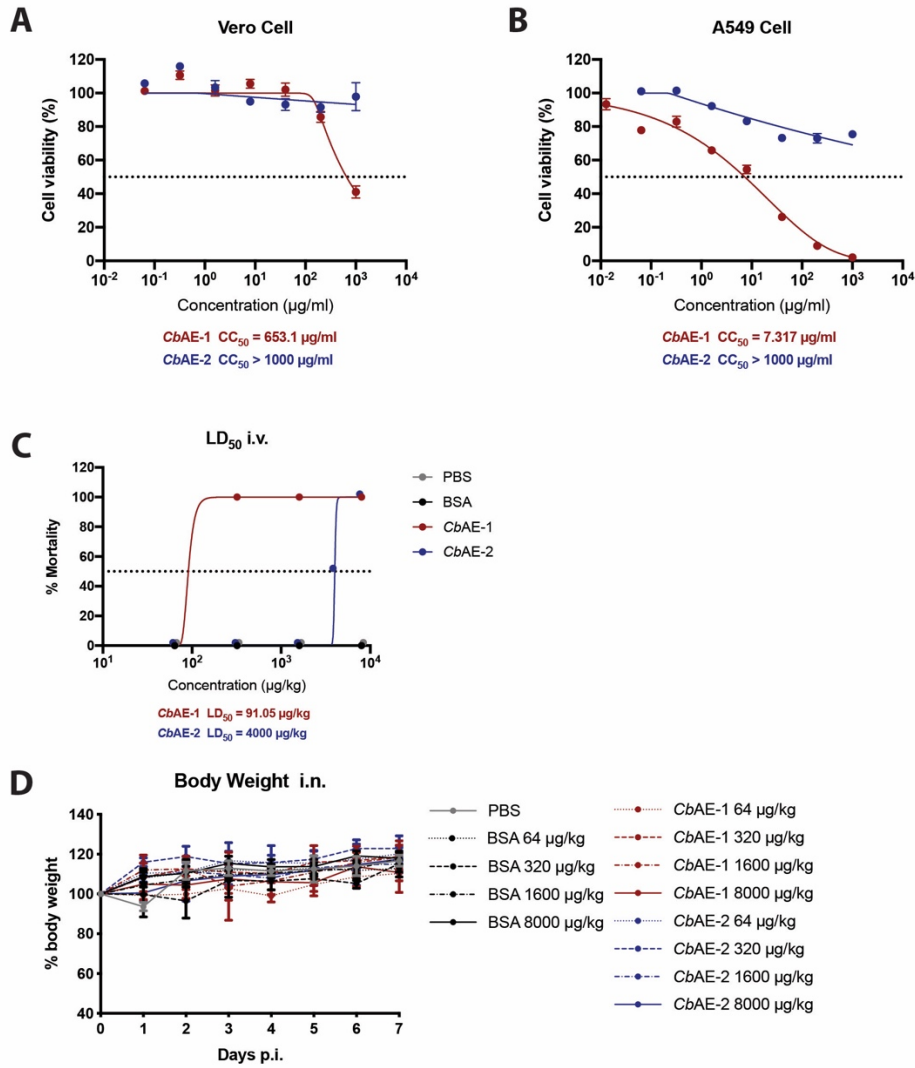 A
Vero Cell
Cell viability (%)
120
100
80
60
40
20
0
10-2 10-1 100 101 102 103 104
Concentration (µg/ml)
CbAE-1 CC50 = 653.1 µg/ml
CbAE-2 CC50 > 1000 µg/ml
B
A549 Cell
Cell viability (%)
120
100
80
60
40
20
0
10-2 10-1 100 101 102 103 104
Concentration (µg/ml)
CbAE-1 CC50 = 7.317 µg/ml
CbAE-2 CC50 > 1000 µg/ml
C
LD50 i.v.
% Mortality
120
100
80
60
40
20
0
101 102 103 104
Concentration (µg/kg)
CbAE-1 LD50 = 91.05 µg/kg
CbAE-2 LD50 = 4000 µg/kg
PBS
BSA
CbAE-1
CbAE-2
D
Body Weight i.n.
% body weight
140
120
100
80
60
40
0 1 2 3 4 5 6 7
Days p.i.
PBS
BSA 64 µg/kg
BSA 320 µg/kg
BSA 1600 µg/kg
BSA 8000 µg/kg
CbAE-1 64 µg/kg
CbAE-1 320 µg/kg
CbAE-1 1600 µg/kg
CbAE-1 8000 µg/kg
CbAE-2 64 µg/kg
CbAE-2 320 µg/kg
CbAE-2 1600 µg/kg
CbAE-2 8000 µg/kg